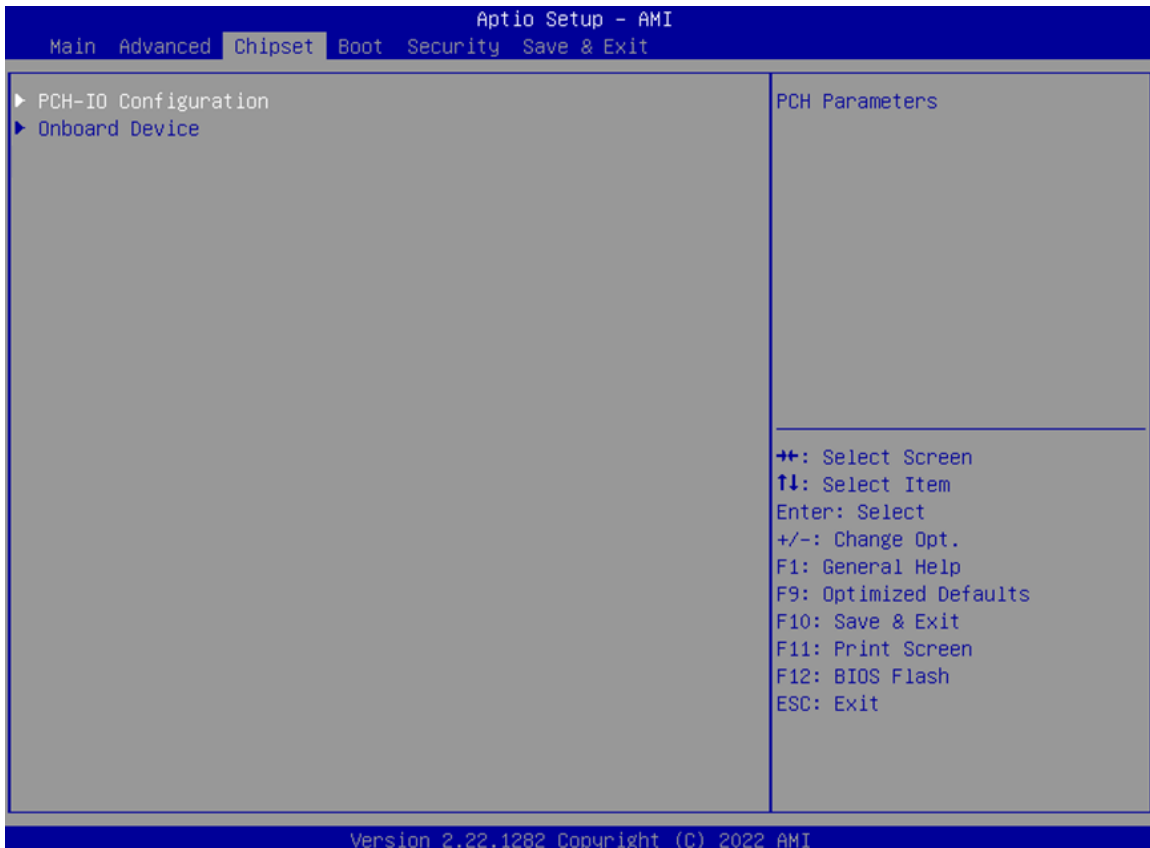 Aptio Setup - AMI
Main Advanced Chipset Boot Security Save & Exit
▶ PCH-IO Configuration
▶ Onboard Device
PCH Parameters
→←: Select Screen
↑↓: Select Item
Enter: Select
+/-: Change Opt.
F1: General Help
F9: Optimized Defaults
F10: Save & Exit
F11: Print Screen
F12: BIOS Flash
ESC: Exit
Version 2.22.1282 Copyright (C) 2022 AMI